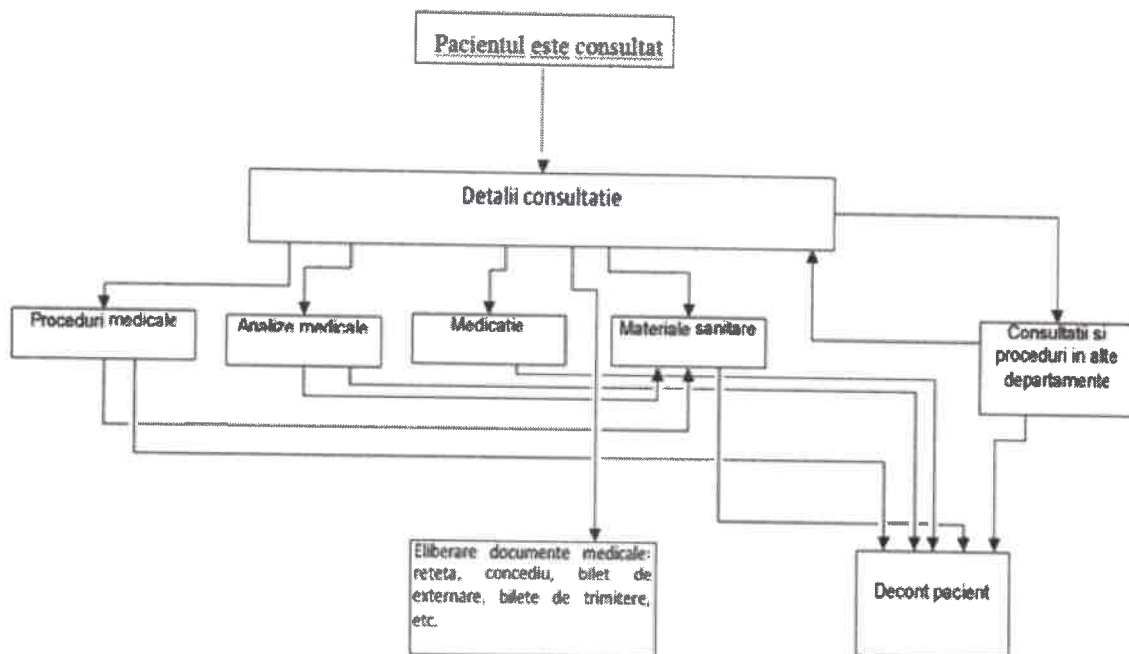 Pacientul este consultat
Detalii consultatie
Proceduri medicale
Analize medicale
Medicatie
Materiale sanitare
Consultatii si
proceduri in alte
departamente
Eliberare documente medicale:
reteta, concediu, bilet de
externare, bilete de trimitere,
etc.
Decont pacient